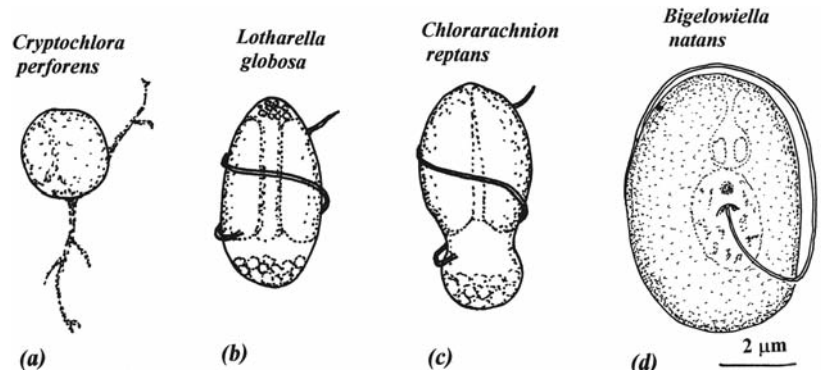 Cryptochlora
perforens
Lotharella
globosa
Chlorarachnion
reptans
Bigelowiella
natans
(a)
(b)
(c)
(d)
2 µm